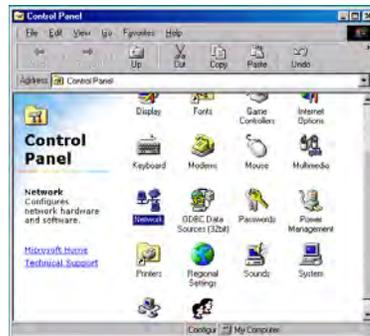 Control Panel
File Edit View Go Favorites Help
Up Cut Copy Paste Undo
Address Control Panel
Display Fonts Game Controllers Internet Options
Control Panel
Keyboard Modems Mouse Multimedia
Network
Configures network hardware and software.
Network ODBC Data Sources (32bit) Passwords Power Management
Microsoft Home
Technical Support
Printers Regional Settings Sounds System
Configur My Computer